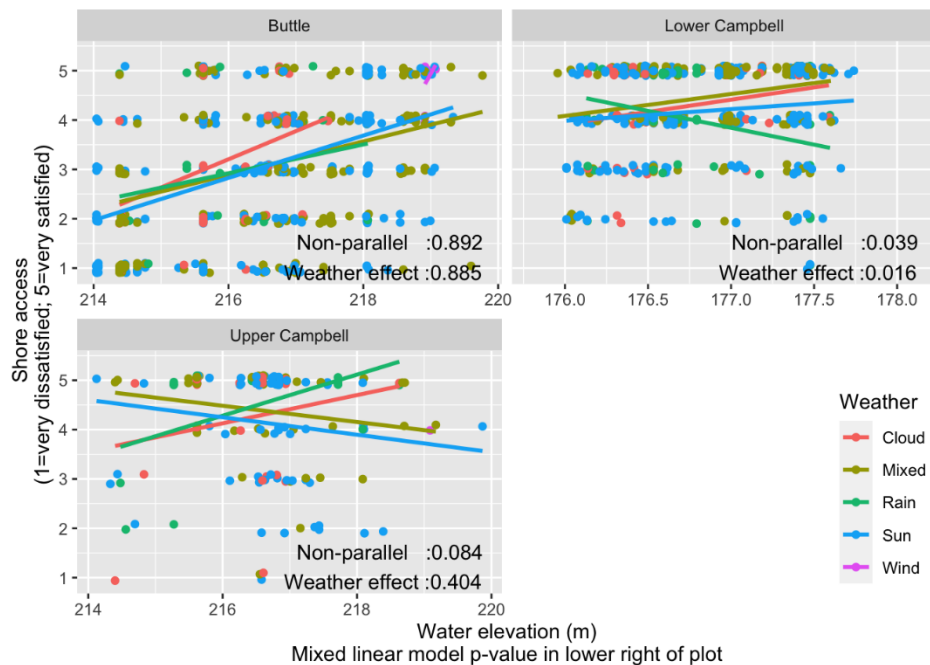 Buttle
Lower Campbell
5
4
3
2
1
Non-parallel :0.892
Weather effect :0.885
Non-parallel :0.039
Weather effect :0.016
214
216
218
220
176.0
176.5
177.0
177.5
178.0
Shore access
(1=very dissatisfied; 5=very satisfied)
Upper Campbell
5
4
3
2
1
Non-parallel :0.084
Weather effect :0.404
214
216
218
220
Weather
Cloud
Mixed
Rain
Sun
Wind
Water elevation (m)
Mixed linear model p-value in lower right of plot